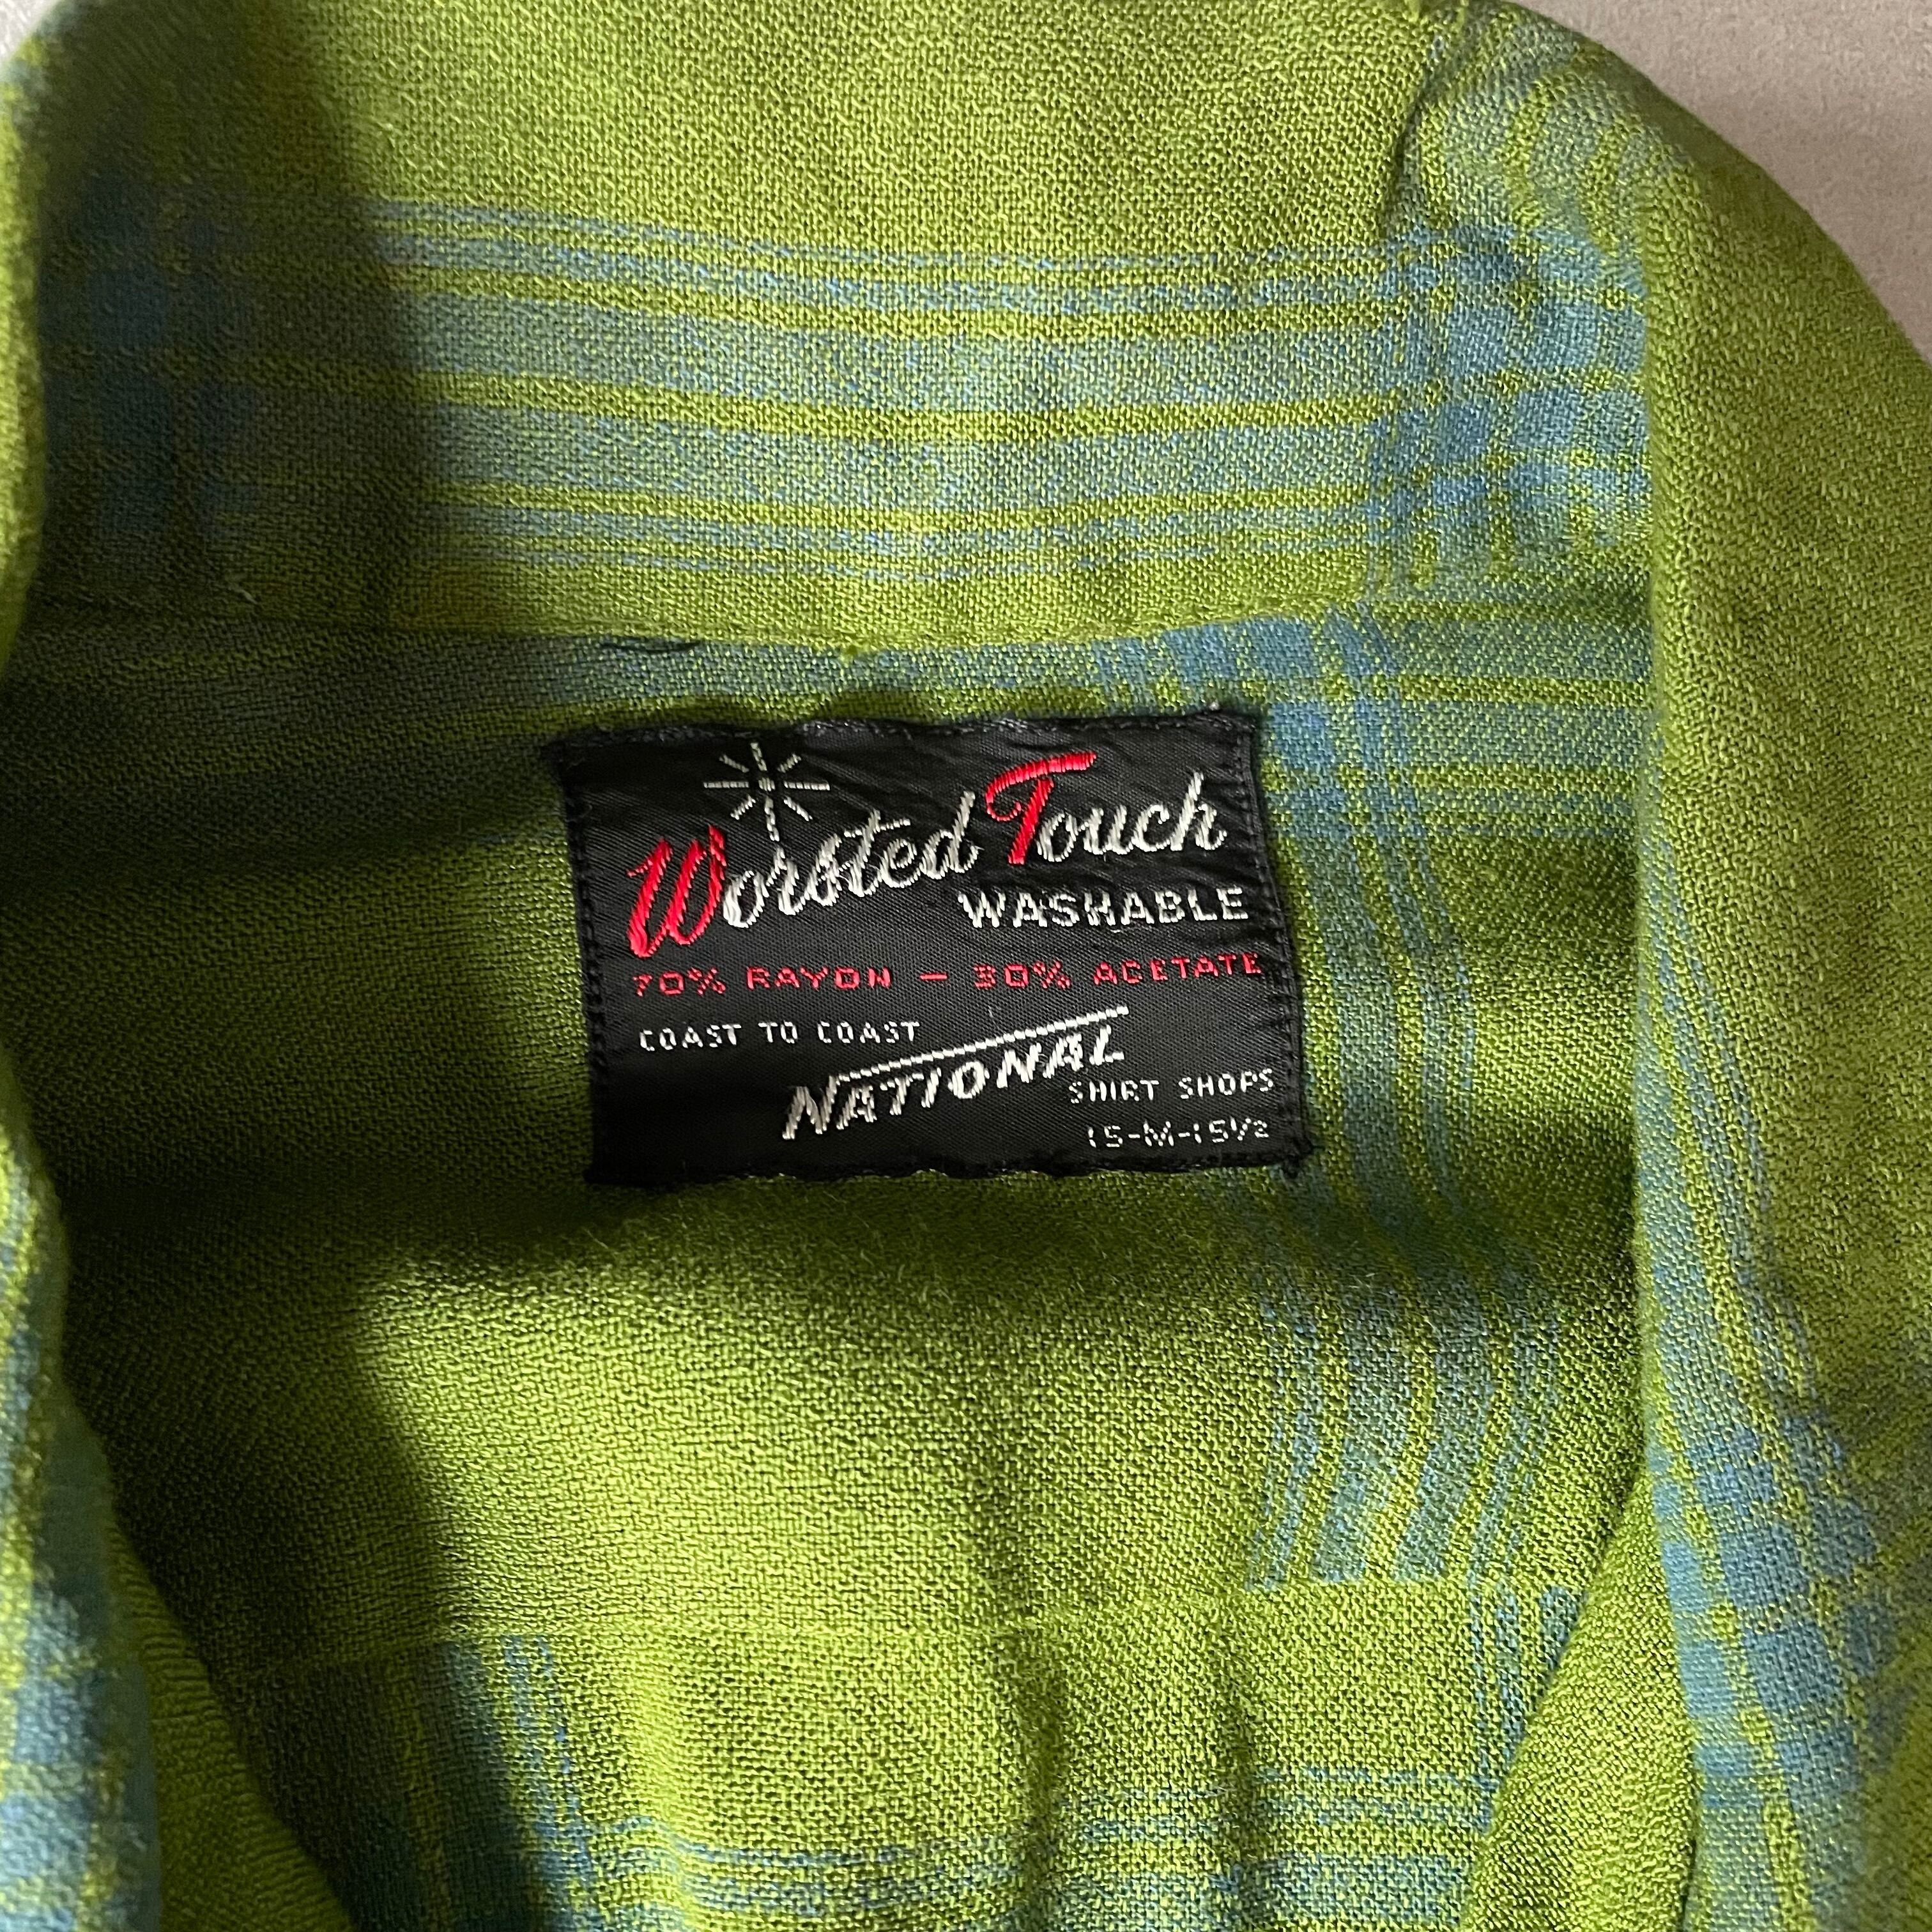 Worsted Touch
WASHABLE
70% RAYON — 30% ACETATE
COAST TO COAST
NATIONAL
SHIRT SHOPS
15-M-15½